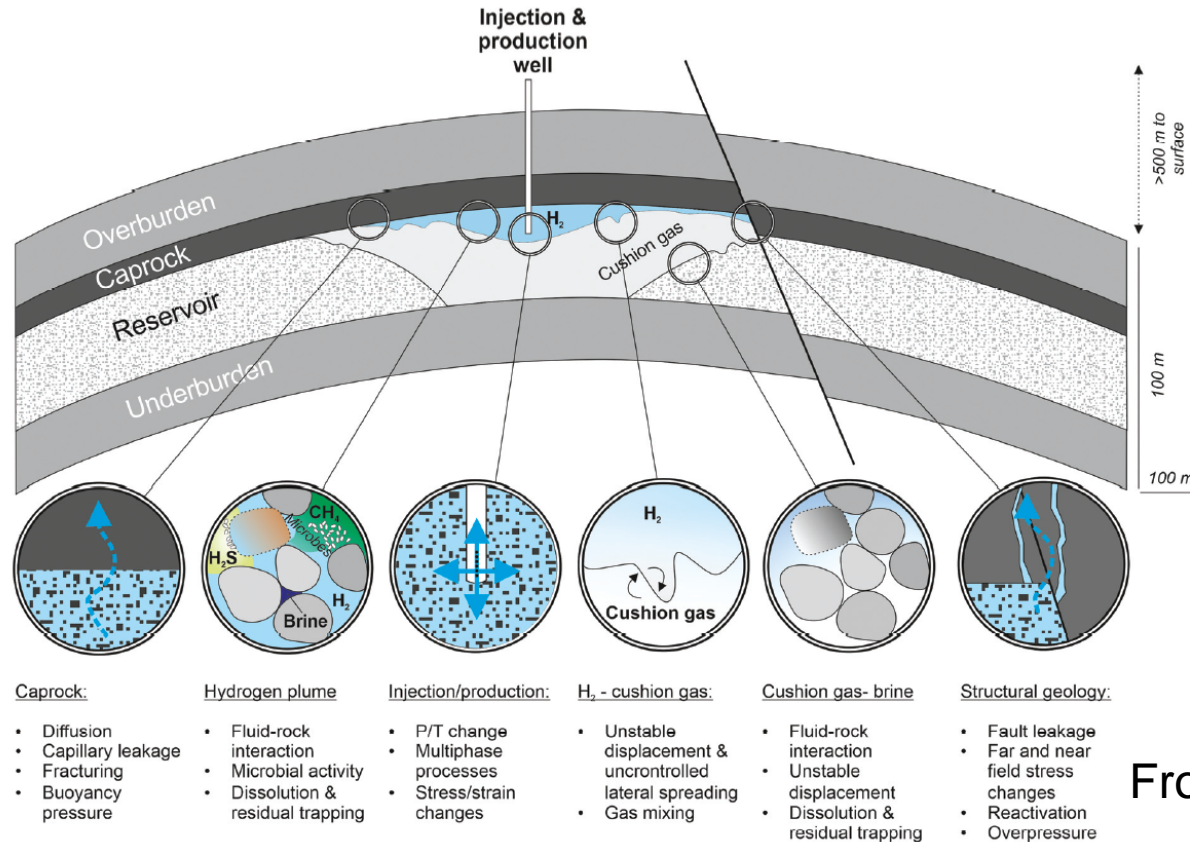 Injection &
production
well
>500 m to
surface
Overburden
Caprock
Reservoir
Underburden
H₂
Cushion gas
100 m
100 m
H₂S
CH₄
Microbes
H₂
Brine
H₂
Cushion gas
Caprock:
• Diffusion
• Capillary leakage
• Fracturing
• Buoyancy
pressure
Hydrogen plume
• Fluid-rock
interaction
• Microbial activity
• Dissolution &
residual trapping
Injection/production:
• P/T change
• Multiphase
processes
• Stress/strain
changes
H₂ - cushion gas:
• Unstable
displacement &
uncrontrolled
lateral spreading
• Gas mixing
Cushion gas- brine
• Fluid-rock
interaction
• Unstable
displacement
• Dissolution &
residual trapping
Structural geology:
• Fault leakage
• Far and near
field stress
changes
• Reactivation
• Overpressure
Fro